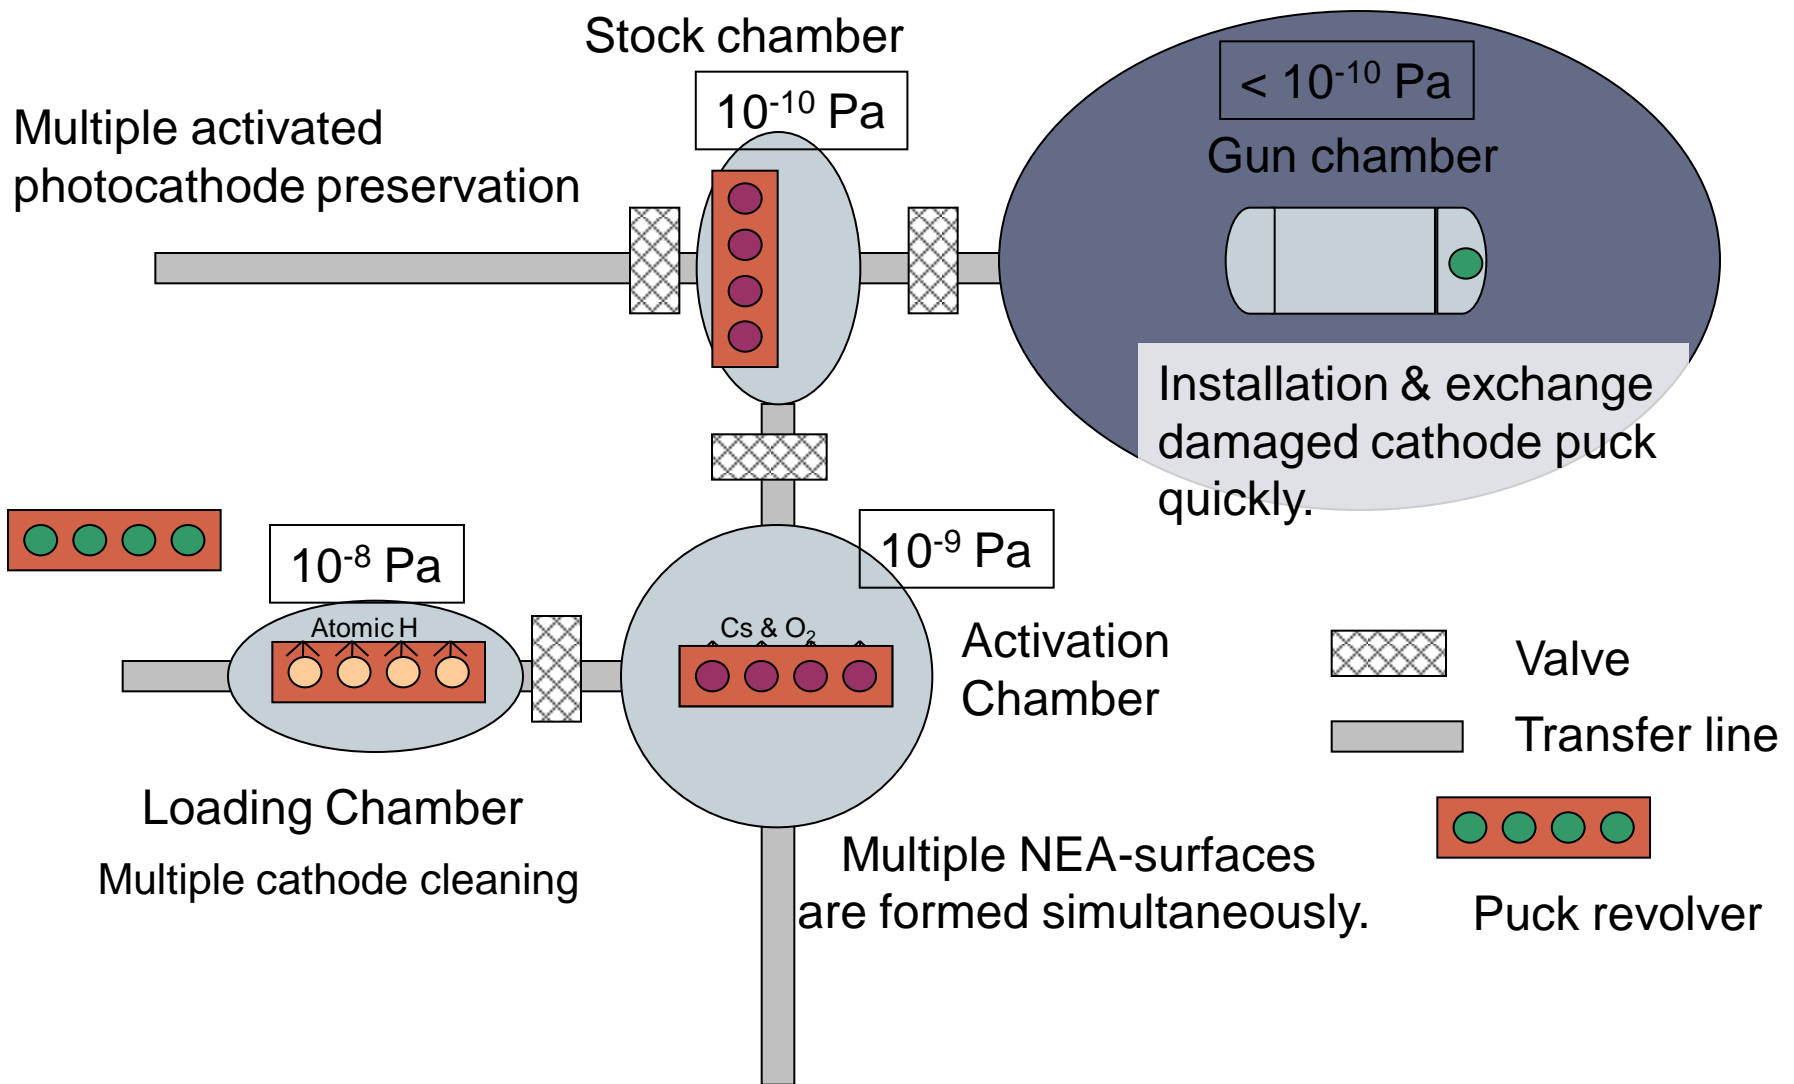 Stock chamber
10⁻¹⁰ Pa
< 10⁻¹⁰ Pa
Gun chamber
Multiple activated
photocathode preservation
Installation & exchange
damaged cathode puck
quickly.
10⁻⁸ Pa
10⁻⁹ Pa
Atomic H
Cs & O₂
Activation
Chamber
Valve
Transfer line
Loading Chamber
Multiple cathode cleaning
Multiple NEA-surfaces
are formed simultaneously.
Puck revolver